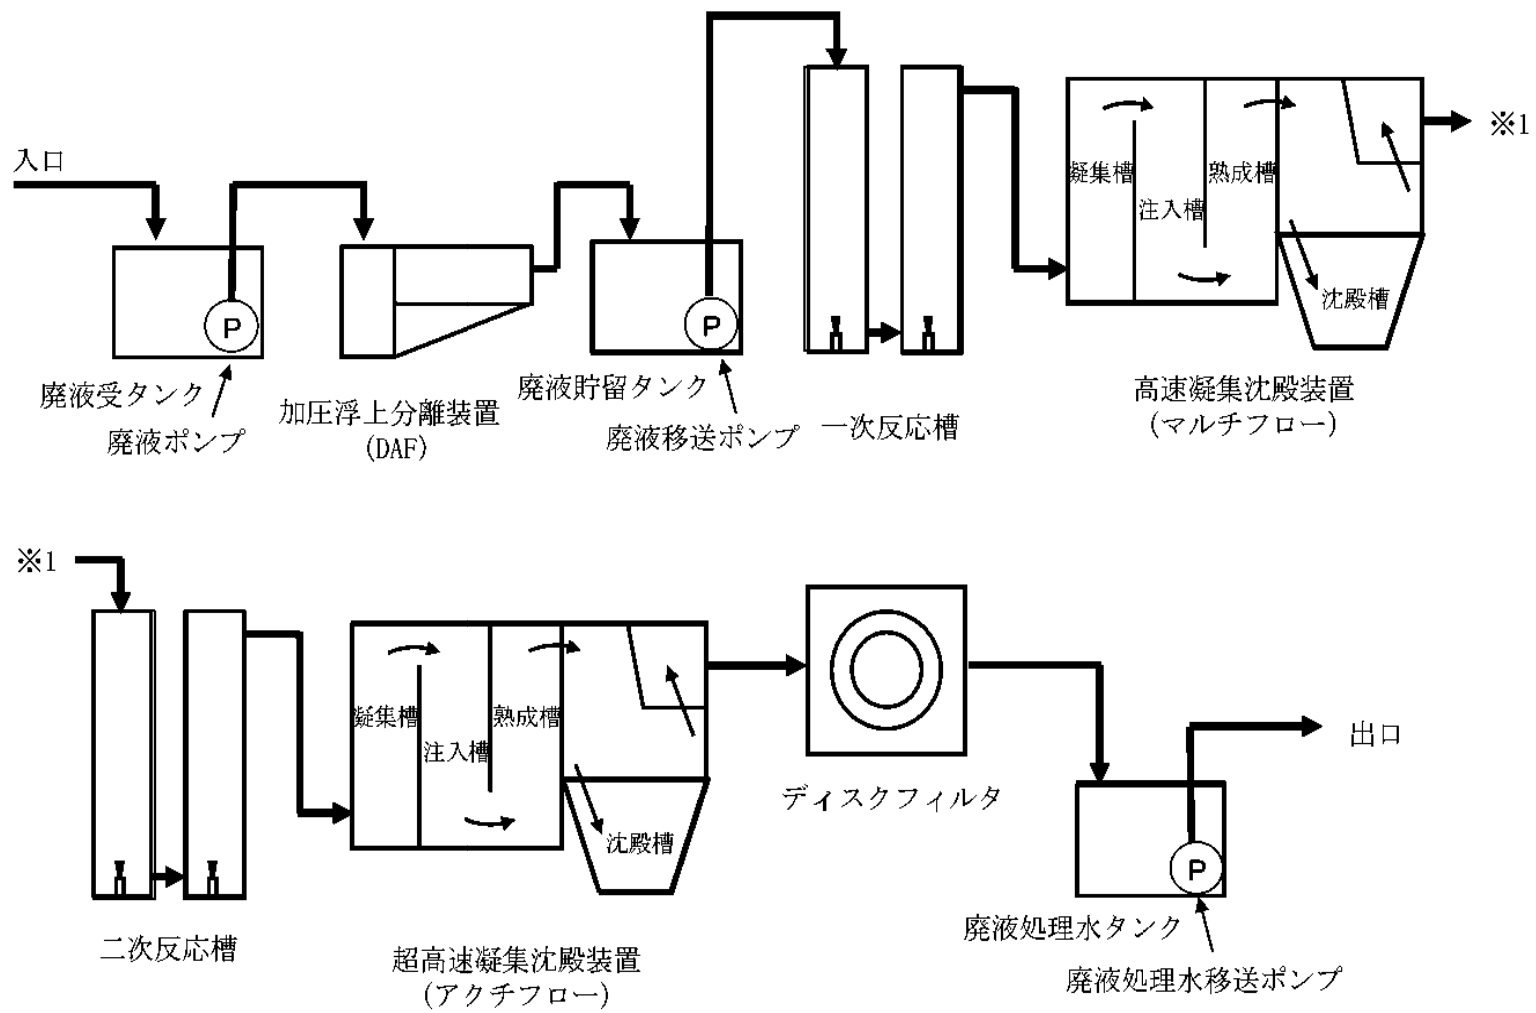 入口
P
廃液受タンク
廃液ポンプ
加圧浮上分離装置
(DAF)
P
廃液貯留タンク
廃液移送ポンプ
一次反応槽
凝集槽
注入槽
熟成槽
沈殿槽
高速凝集沈殿装置
(マルチフロー)
※1
※1
二次反応槽
凝集槽
注入槽
熟成槽
沈殿槽
超高速凝集沈殿装置
(アクチフロー)
ディスクフィルタ
P
廃液処理水タンク
廃液処理水移送ポンプ
出口